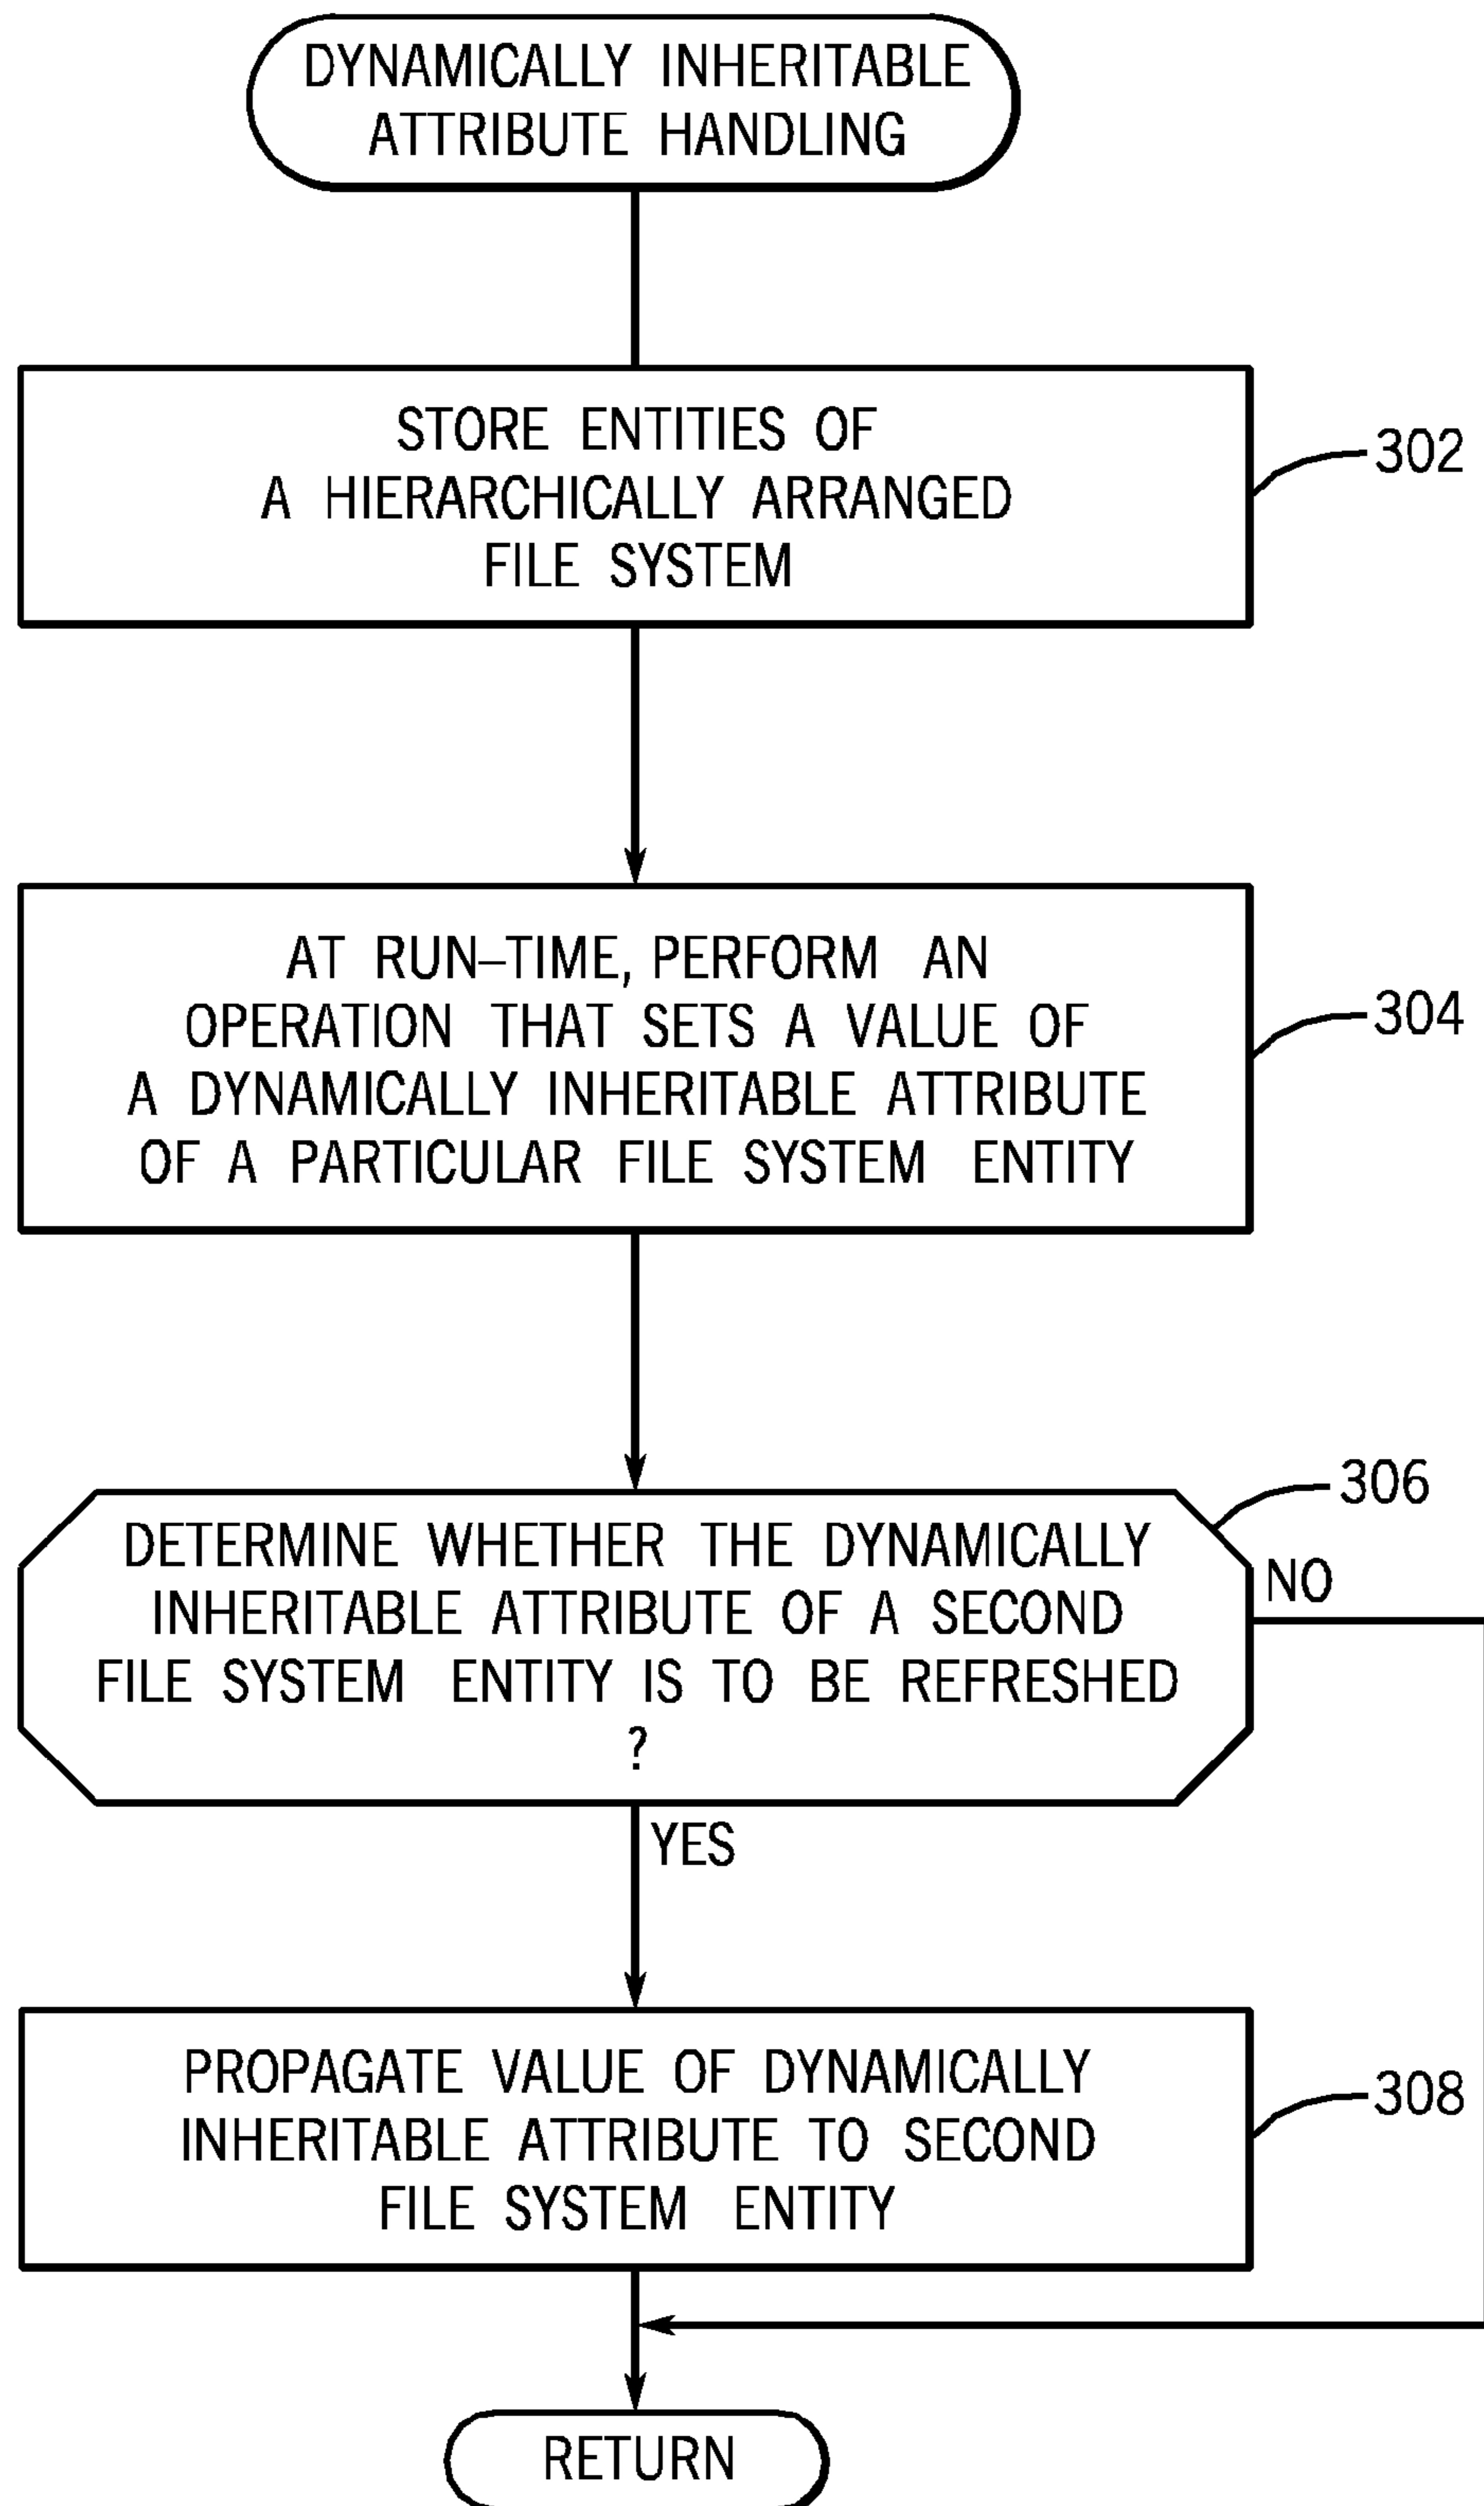 DYNAMICALLY INHERITABLE
ATTRIBUTE HANDLING
STORE ENTITIES OF
A HIERARCHICALLY ARRANGED
FILE SYSTEM
302
AT RUN-TIME, PERFORM AN
OPERATION THAT SETS A VALUE OF
A DYNAMICALLY INHERITABLE ATTRIBUTE
OF A PARTICULAR FILE SYSTEM ENTITY
304
306
DETERMINE WHETHER THE DYNAMICALLY
INHERITABLE ATTRIBUTE OF A SECOND
FILE SYSTEM ENTITY IS TO BE REFRESHED
?
NO
YES
PROPAGATE VALUE OF DYNAMICALLY
INHERITABLE ATTRIBUTE TO SECOND
FILE SYSTEM ENTITY
308
RETURN